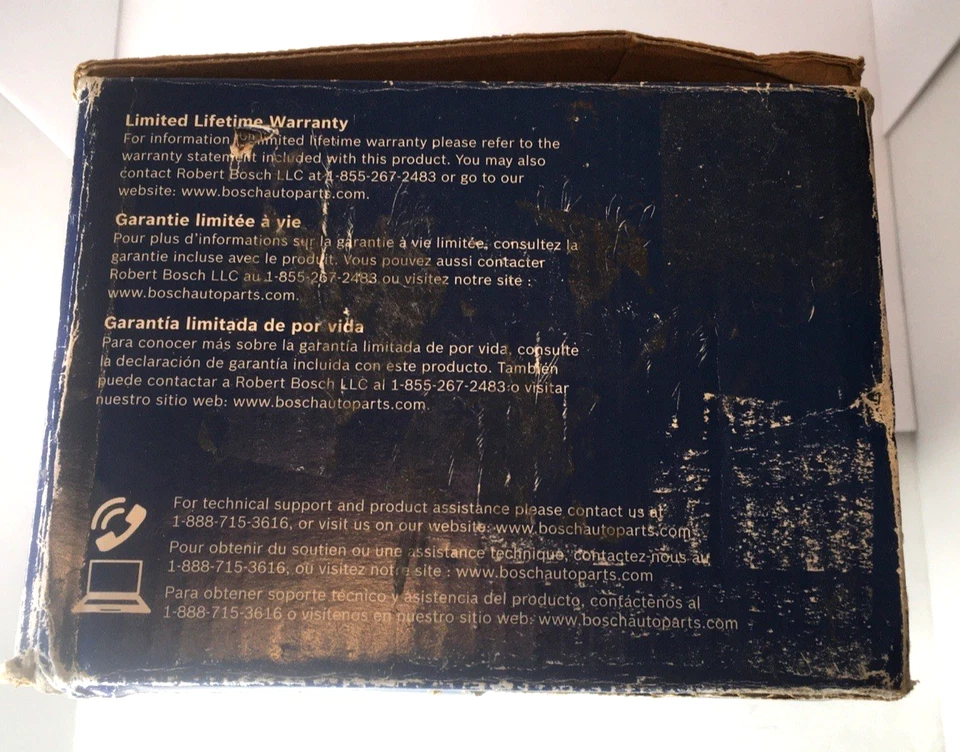 Limited Lifetime Warranty
For information on limited lifetime warranty please refer to the
warranty statement included with this product. You may also
contact Robert Bosch LLC at 1-855-267-2483 or go to our
website: www.boschautoparts.com.
Garantie limitée à vie
Pour plus d'informations sur la garantie à vie limitée, consultez la
garantie incluse avec le produit. Vous pouvez aussi contacter
Robert Bosch LLC au 1-855-267-2483 ou visitez notre site :
www.boschautoparts.com.
Garantía limitada de por vida
Para conocer más sobre la garantía limitada de por vida, consulte
la declaración de garantía incluida con este producto. También
puede contactar a Robert Bosch LLC al 1-855-267-2483 o visitar
nuestro sitio web: www.boschautoparts.com.
For technical support and product assistance please contact us at
1-888-715-3616, or visit us on our website: www.boschautoparts.com
Pour obtenir du soutien ou une assistance technique, contactez-nous au
1-888-715-3616, ou visitez notre site : www.boschautoparts.com
Para obtener soporte técnico y asistencia del producto, contáctenos al
1-888-715-3616 o visítenos en nuestro sitio web: www.boschautoparts.com